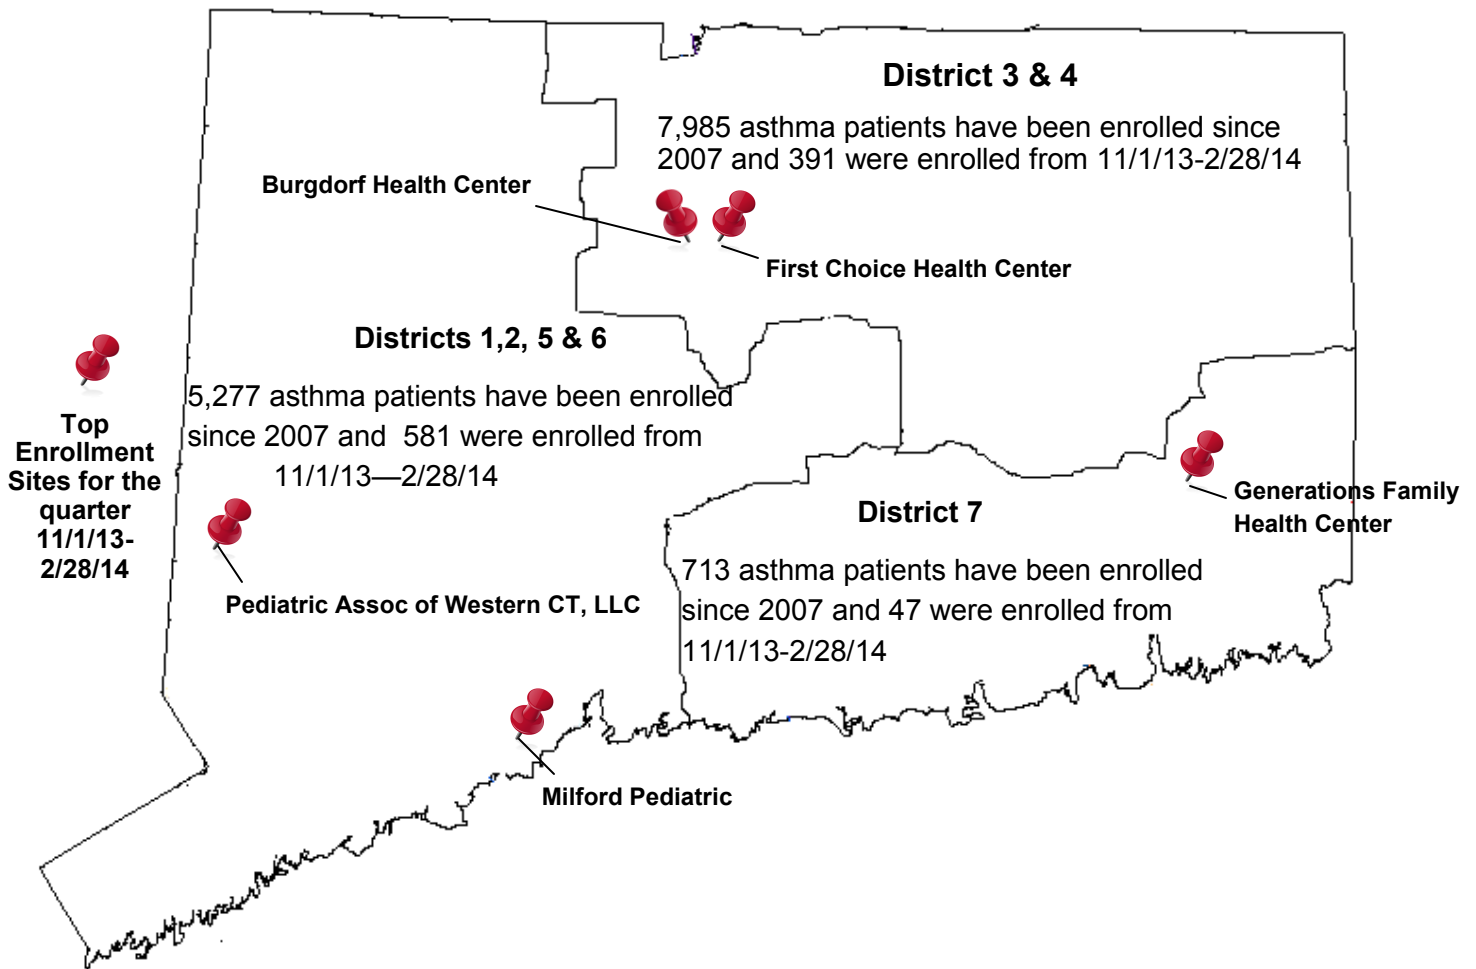 District 3 & 4
7,985 asthma patients have been enrolled since
2007 and 391 were enrolled from 11/1/13-2/28/14
Burgdorf Health Center
First Choice Health Center
Districts 1,2, 5 & 6
5,277 asthma patients have been enrolled
since 2007 and 581 were enrolled from
11/1/13—2/28/14
Top
Enrollment
Sites for the
quarter
11/1/13-
2/28/14
Pediatric Assoc of Western CT, LLC
District 7
713 asthma patients have been enrolled
since 2007 and 47 were enrolled from
11/1/13-2/28/14
Generations Family
Health Center
Milford Pediatric